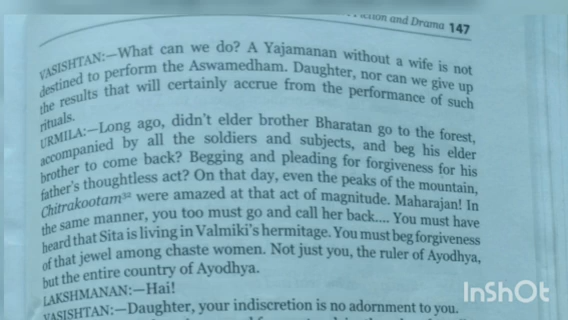 and Drama 147
VASISHTAN:—What can we do? A Yajamanan without a wife is not
destined to perform the Aswamedham. Daughter, nor can we give up
the results that will certainly accrue from the performance of such
rituals.
URMILA:—Long ago, didn't elder brother Bharatan go to the forest,
accompanied by all the soldiers and subjects, and beg his elder
brother to come back? Begging and pleading for forgiveness for his
father's thoughtless act? On that day, even the peaks of the mountain,
Chitrakootam³² were amazed at that act of magnitude. Maharajan! In
the same manner, you too must go and call her back.... You must have
heard that Sita is living in Valmiki's hermitage. You must beg forgiveness
of that jewel among chaste women. Not just you, the ruler of Ayodhya,
but the entire country of Ayodhya.
LAKSHMANAN:—Hai!
VASISHTAN:—Daughter, your indiscretion is no adornment to you.
InShOt